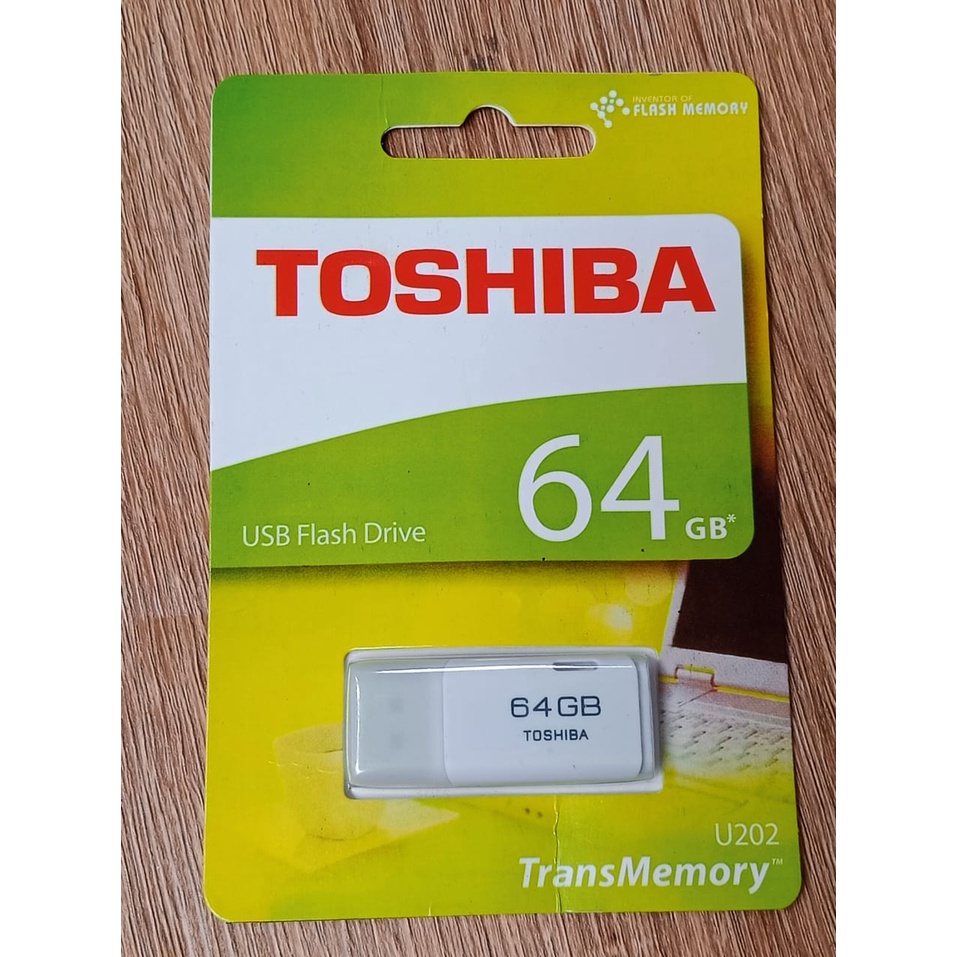 INVENTOR OF
FLASH MEMORY
TOSHIBA
64 GB*
USB Flash Drive
64GB
TOSHIBA
U202
TransMemory™